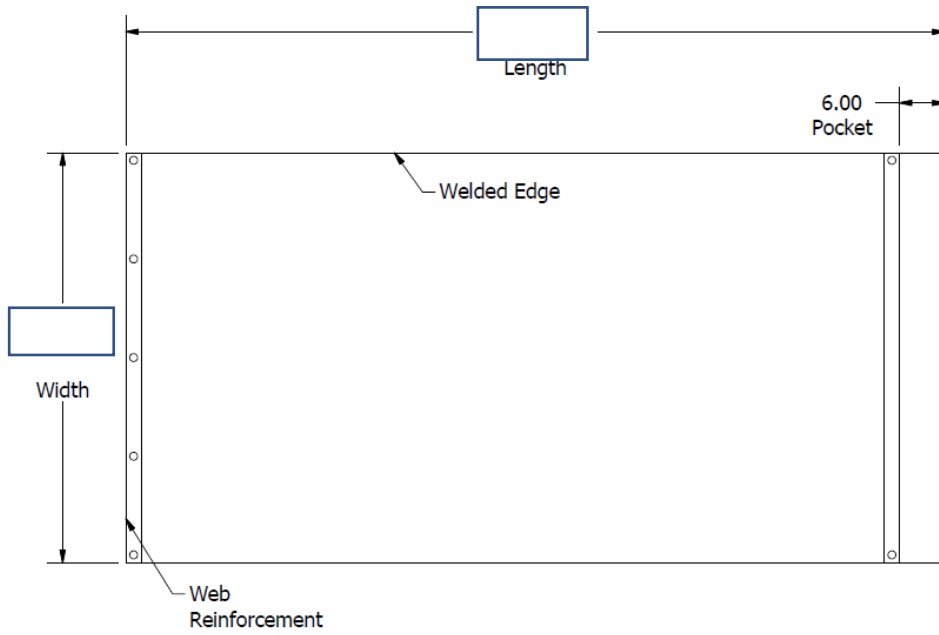 Length
6.00
Pocket
Welded Edge
Width
Web
Reinforcement